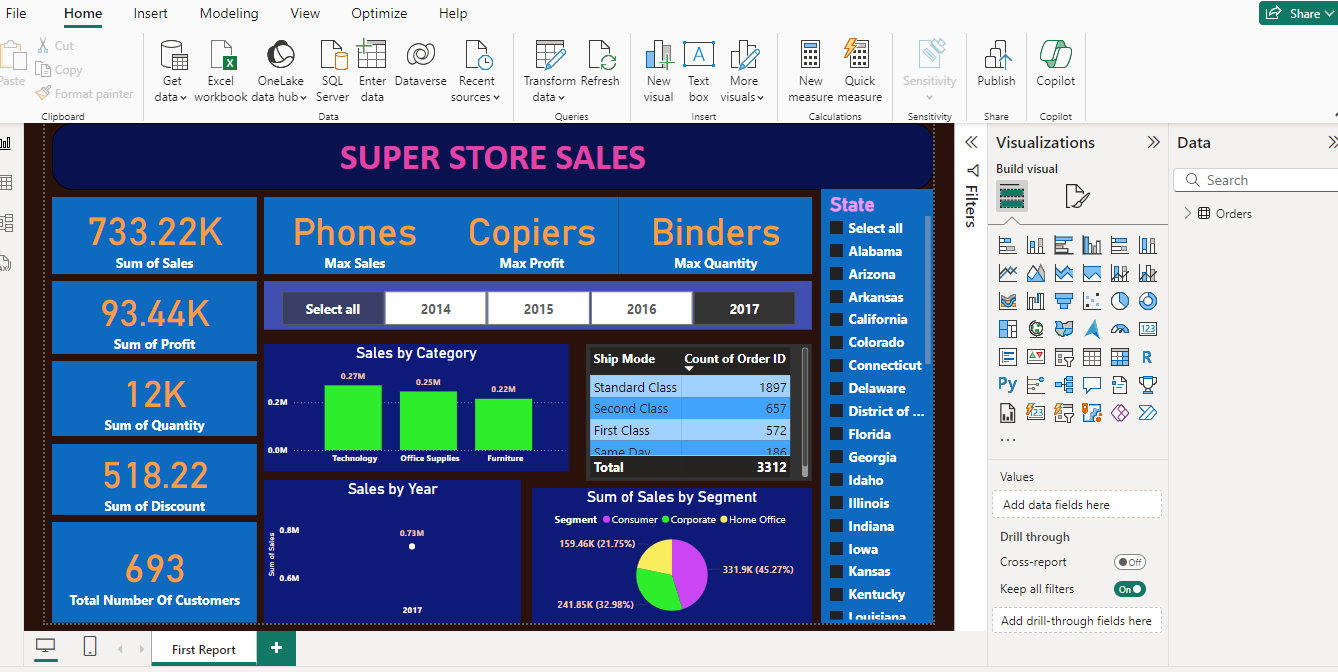 File Home Insert Modeling View Optimize Help Share
Paste
Cut
Copy
Format painter
Clipboard
Get data
Excel workbook
OneLake data hub
SQL Server
Enter data
Dataverse
Recent sources
Data
Transform data
Refresh
Queries
New visual
Text box
More visuals
Insert
New measure
Quick measure
Calculations
Sensitivity
Sensitivity
Publish
Share
Copilot
Copilot
SUPER STORE SALES
733.22K
Sum of Sales
93.44K
Sum of Profit
12K
Sum of Quantity
518.22
Sum of Discount
693
Total Number Of Customers
Phones
Max Sales
Copiers
Max Profit
Binders
Max Quantity
Select all 2014 2015 2016 2017
Sales by Category
0.27M
0.25M
0.22M
0.2M
0.0M
Technology Office Supplies Furniture
Ship Mode Count of Order ID
Standard Class 1897
Second Class 657
First Class 572
Same Day 186
Total 3312
Sales by Year
Sum of Sales
0.8M
0.73M
0.6M
2017
Sum of Sales by Segment
Segment Consumer Corporate Home Office
159.46K (21.75%)
331.9K (45.27%)
241.85K (32.98%)
State
Select all
Alabama
Arizona
Arkansas
California
Colorado
Connecticut
Delaware
District of ...
Florida
Georgia
Idaho
Illinois
Indiana
Iowa
Kansas
Kentucky
Louisiana
Filters
Visualizations
Build visual
123
R
Py
123
...
Values
Add data fields here
Drill through
Cross-report Off
Keep all filters On
Add drill-through fields here
Data
Search
Orders
First Report
+